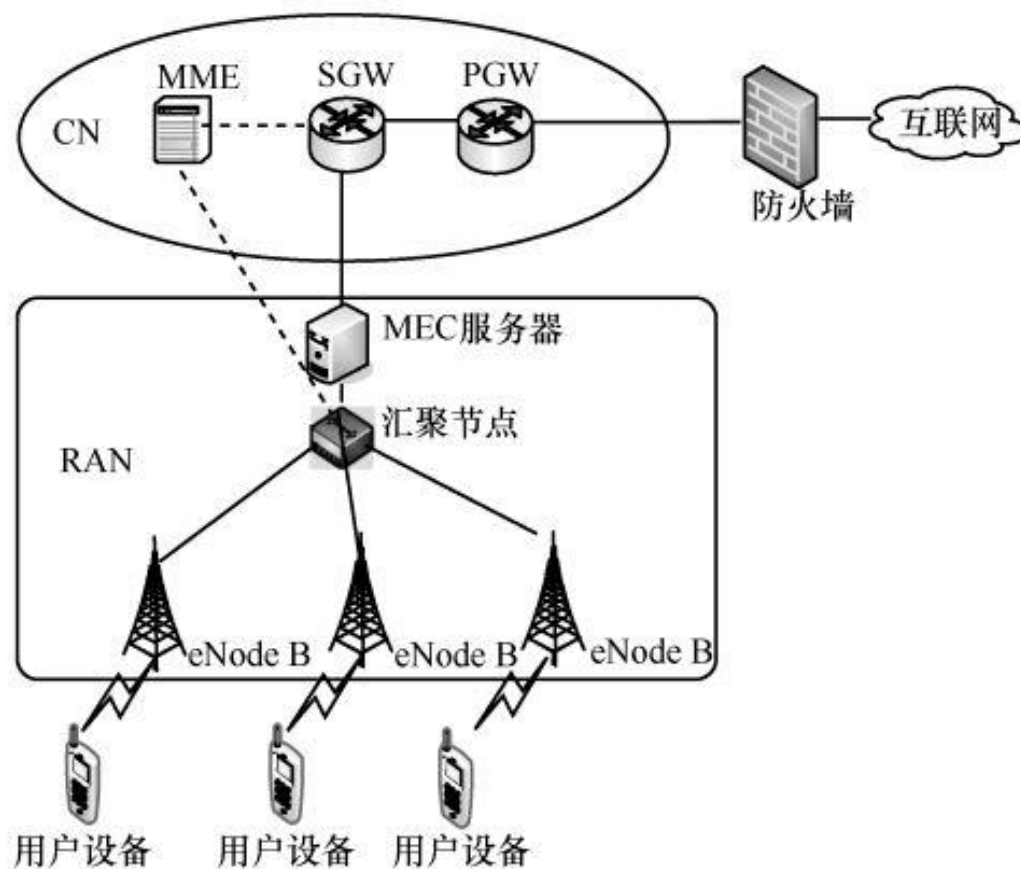 MME
SGW
PGW
CN
互联网
防火墙
MEC服务器
汇聚节点
RAN
eNode B
eNode B
eNode B
用户设备
用户设备
用户设备